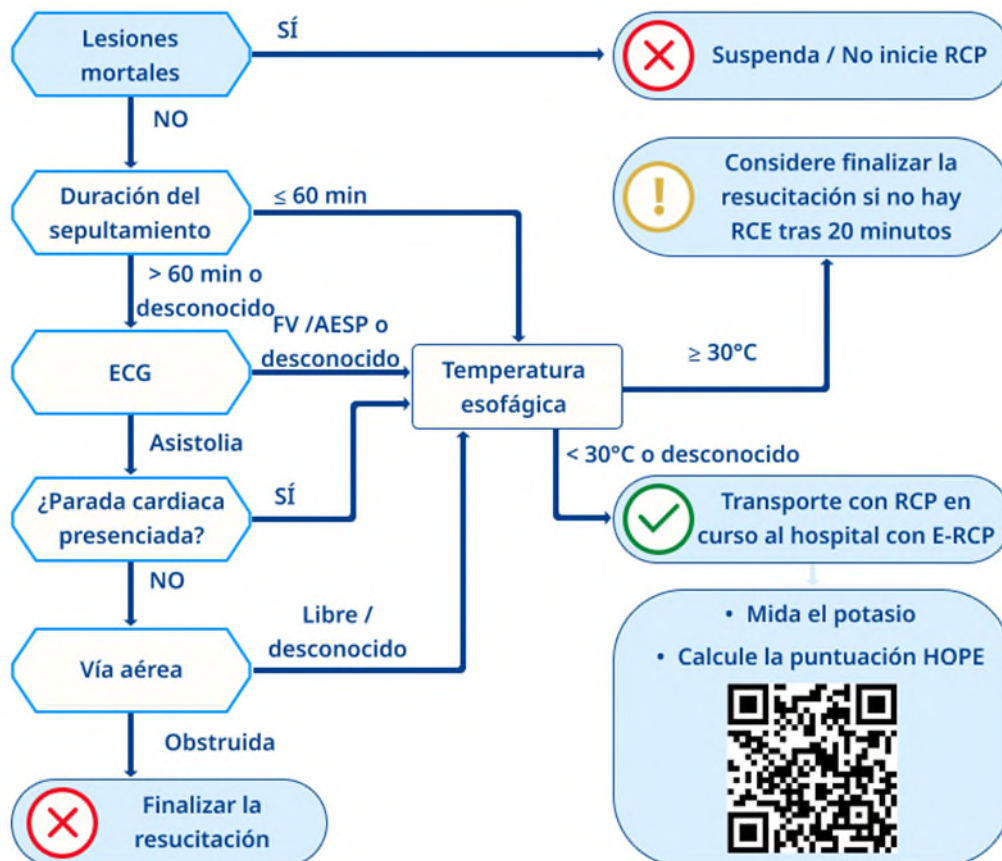 Lesiones
mortales
SÍ
Suspenda / No inicie RCP
NO
Duración del
sepultamiento
≤ 60 min
Considere finalizar la
resucitación si no hay
RCE tras 20 minutos
> 60 min o
desconocido
ECG
FV /AESP o
desconocido
Temperatura
esofágica
≥ 30°C
Asistolia
< 30°C o desconocido
¿Parada cardiaca
presenciada?
SÍ
Transporte con RCP en
curso al hospital con E-RCP
NO
Libre /
desconocido
• Mida el potasio
• Calcule la puntuación HOPE
Vía aérea
Obstruida
Finalizar la
resucitación